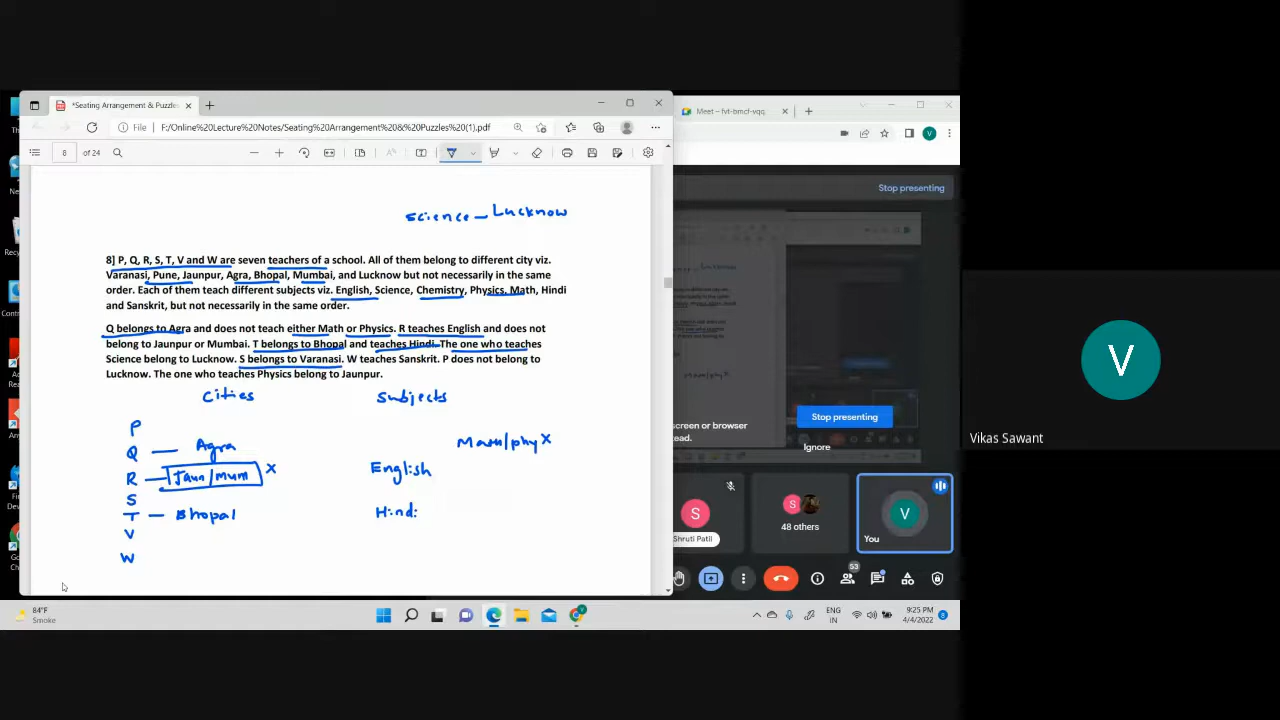 *Seating Arrangement & Puzzles
File
F:/Online%20Lecture%20Notes/Seating%20Arrangement%20&%20Puzzles%20(1).pdf
8 of 24
science - Lucknow
8] P, Q, R, S, T, V and W are seven teachers of a school. All of them belong to different city viz.
Varanasi, Pune, Jaunpur, Agra, Bhopal, Mumbai, and Lucknow but not necessarily in the same
order. Each of them teach different subjects viz. English, Science, Chemistry, Physics, Math, Hindi
and Sanskrit, but not necessarily in the same order.
Q belongs to Agra and does not teach either Math or Physics. R teaches English and does not
belong to Jaunpur or Mumbai. T belongs to Bhopal and teaches Hindi. The one who teaches
Science belong to Lucknow. S belongs to Varanasi. W teaches Sanskrit. P does not belong to
Lucknow. The one who teaches Physics belong to Jaunpur.
Cities Subjects
P
Q — Agra Math/phy X
R — Jaun/mum X English
S
T — Bhopal Hindi
V
W
Meet – fvt-bmcf-vqq
V
Stop presenting
Stop presenting
screen or browser
ead.
Ignore
S
Shruti Patil
S
48 others
V
You
53
V
Vikas Sawant
84°F
Smoke
ENG
IN
9:25 PM
4/4/2022